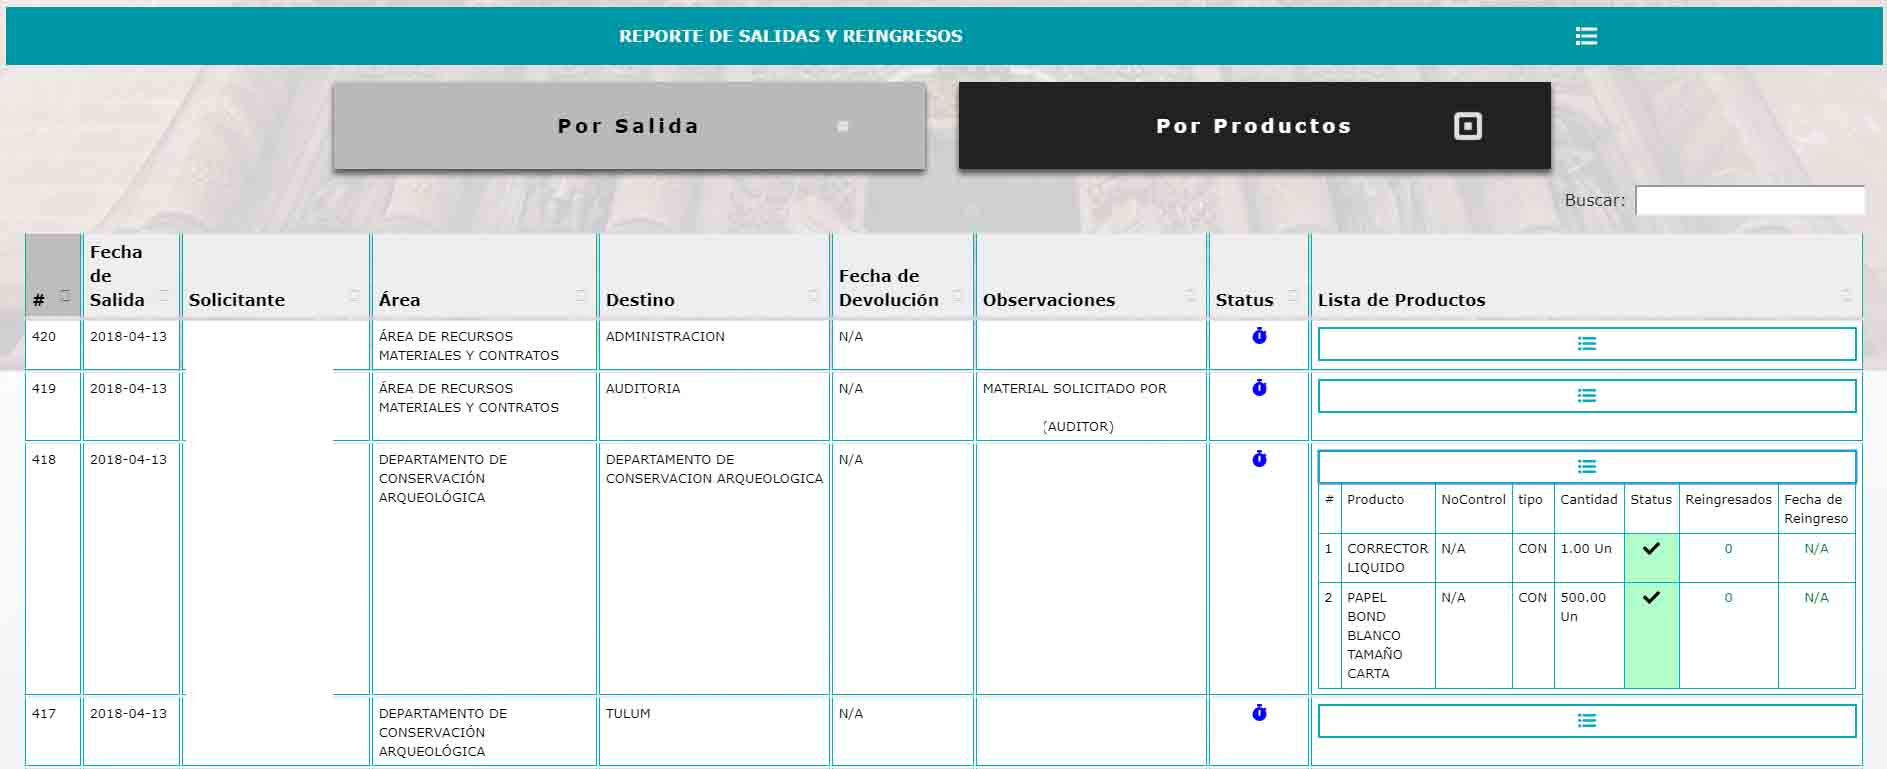 REPORTE DE SALIDAS Y REINGRESOS
Por Salida
Por Productos
Buscar:
#
Fecha
de
Salida
Solicitante
Área
Destino
Fecha de
Devolución
Observaciones
Status
Lista de Productos
420
2018-04-13
ÁREA DE RECURSOS
MATERIALES Y CONTRATOS
ADMINISTRACION
N/A
419
2018-04-13
ÁREA DE RECURSOS
MATERIALES Y CONTRATOS
AUDITORIA
N/A
MATERIAL SOLICITADO POR
(AUDITOR)
418
2018-04-13
DEPARTAMENTO DE
CONSERVACIÓN
ARQUEOLÓGICA
DEPARTAMENTO DE
CONSERVACION ARQUEOLOGICA
N/A
#
Producto
NoControl
tipo
Cantidad
Status
Reingresados
Fecha de
Reingreso
1
CORRECTOR
LIQUIDO
N/A
CON
1.00 Un
0
N/A
2
PAPEL
BOND
BLANCO
TAMAÑO
CARTA
N/A
CON
500.00
Un
0
N/A
417
2018-04-13
DEPARTAMENTO DE
CONSERVACIÓN
ARQUEOLÓGICA
TULUM
N/A